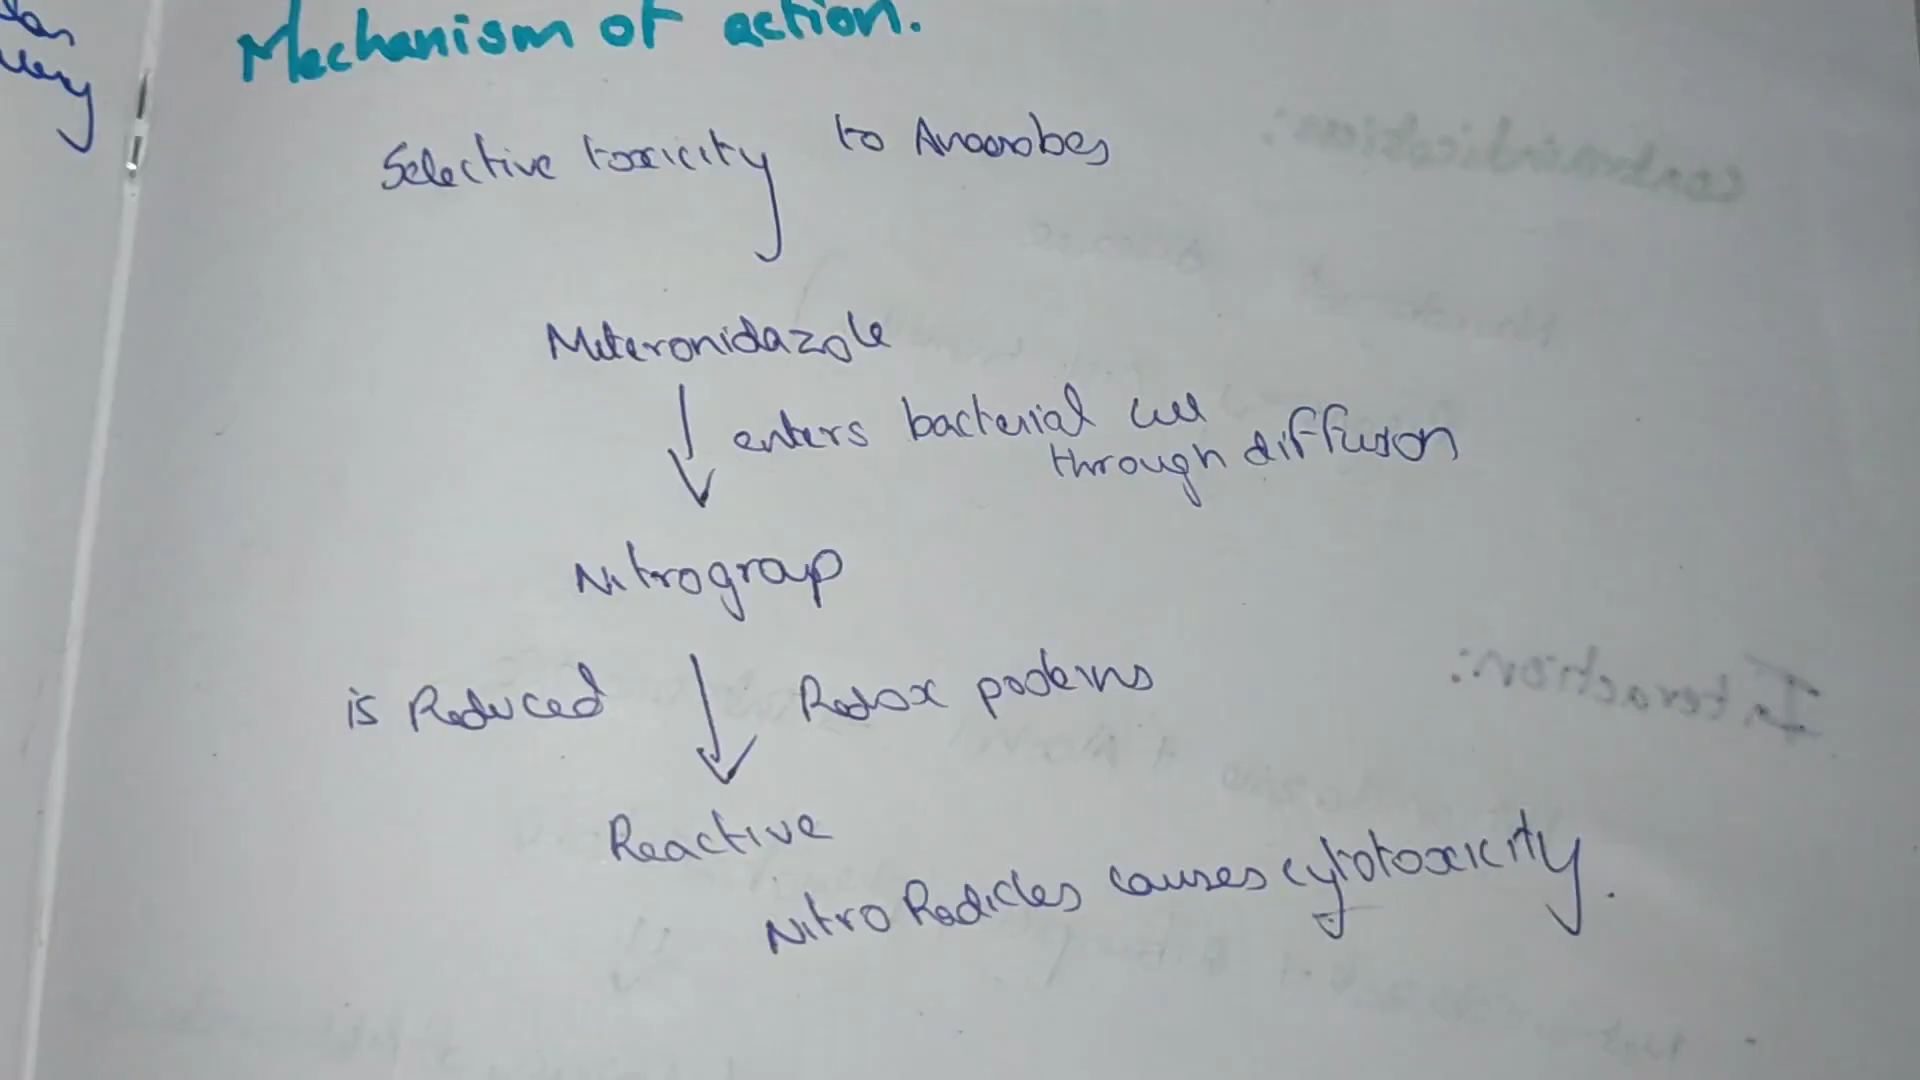 Mechanism of action.
Selective toxicity to Anaerobes
Meteronidazole
enters bacterial cell
through diffusion
Nitrogroup
is Reduced Redox proteins
Reactive
Nitro Radicles causes cytotoxicity.